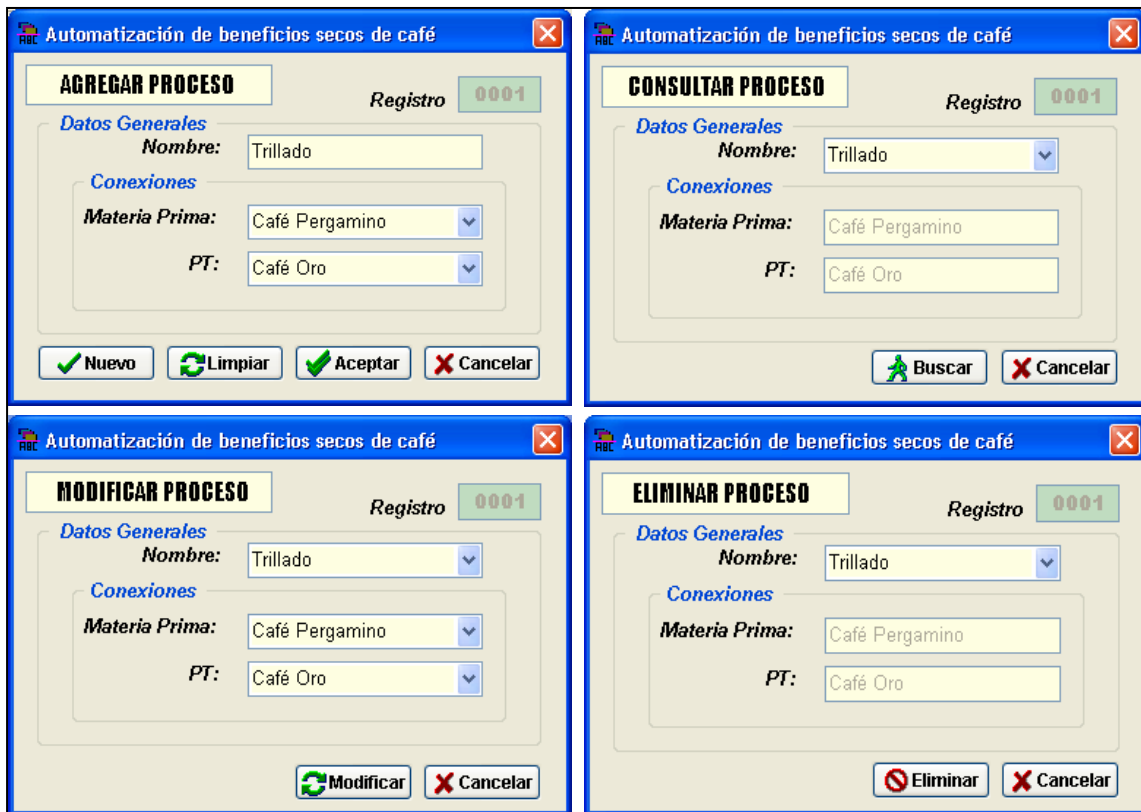 Automatización de beneficios secos de café
AGREGAR PROCESO
Registro 0001
Datos Generales
Nombre: Trillado
Conexiones
Materia Prima: Café Pergamino
PT: Café Oro
Nuevo Limpiar Aceptar Cancelar
Automatización de beneficios secos de café
CONSULTAR PROCESO
Registro 0001
Datos Generales
Nombre: Trillado
Conexiones
Materia Prima: Café Pergamino
PT: Café Oro
Buscar Cancelar
Automatización de beneficios secos de café
MODIFICAR PROCESO
Registro 0001
Datos Generales
Nombre: Trillado
Conexiones
Materia Prima: Café Pergamino
PT: Café Oro
Modificar Cancelar
Automatización de beneficios secos de café
ELIMINAR PROCESO
Registro 0001
Datos Generales
Nombre: Trillado
Conexiones
Materia Prima: Café Pergamino
PT: Café Oro
Eliminar Cancelar